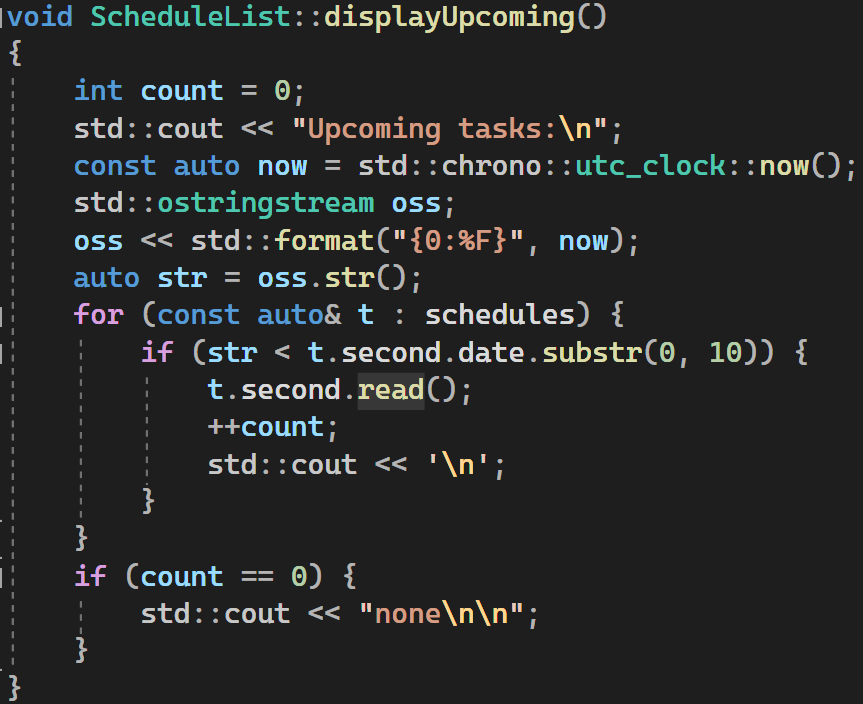 void ScheduleList::displayUpcoming()
{
    int count = 0;
    std::cout << "Upcoming tasks:\n";
    const auto now = std::chrono::utc_clock::now();
    std::ostringstream oss;
    oss << std::format("{0:%F}", now);
    auto str = oss.str();
    for (const auto& t : schedules) {
        if (str < t.second.date.substr(0, 10)) {
            t.second.read();
            ++count;
            std::cout << '\n';
        }
    }
    if (count == 0) {
        std::cout << "none\n\n";
    }
}